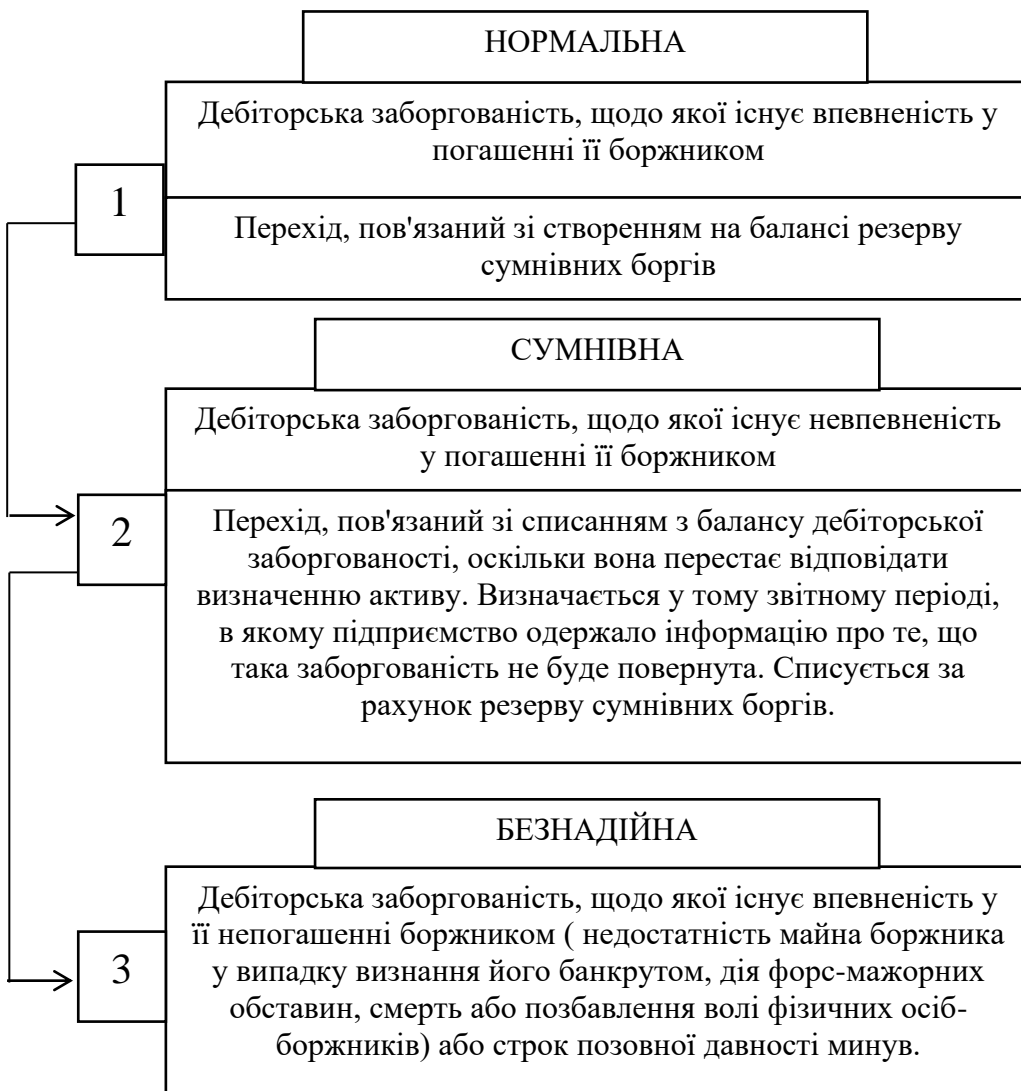 НОРМАЛЬНА
Дебіторська заборгованість, щодо якої існує впевненість у
погашенні її боржником
1
Перехід, пов'язаний зі створенням на балансі резерву
сумнівних боргів
СУМНІВНА
Дебіторська заборгованість, щодо якої існує невпевненість
у погашенні її боржником
2
Перехід, пов'язаний зі списанням з балансу дебіторської
заборгованості, оскільки вона перестає відповідати
визначенню активу. Визначається у тому звітному періоді,
в якому підприємство одержало інформацію про те, що
така заборгованість не буде повернута. Списується за
рахунок резерву сумнівних боргів.
БЕЗНАДІЙНА
Дебіторська заборгованість, щодо якої існує впевненість у
її непогашенні боржником ( недостатність майна боржника
у випадку визнання його банкрутом, дія форс-мажорних
3
обставин, смерть або позбавлення волі фізичних осіб-
боржників) або строк позовної давності минув.